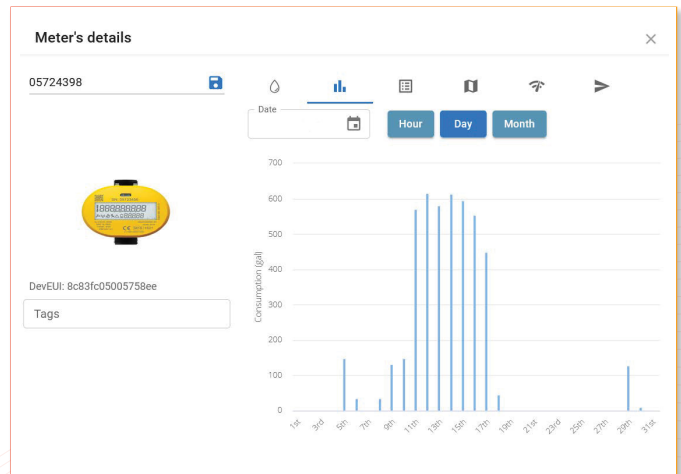 Meter's details
05724398
Date
Hour
Day
Month
DevEUI: 8c83fc05005758ee
Tags
Consumption (gal)
700
600
500
400
300
200
100
0
1st
3rd
5th
7th
9th
11th
13th
15th
17th
19th
21st
23rd
25th
27th
29th
31st